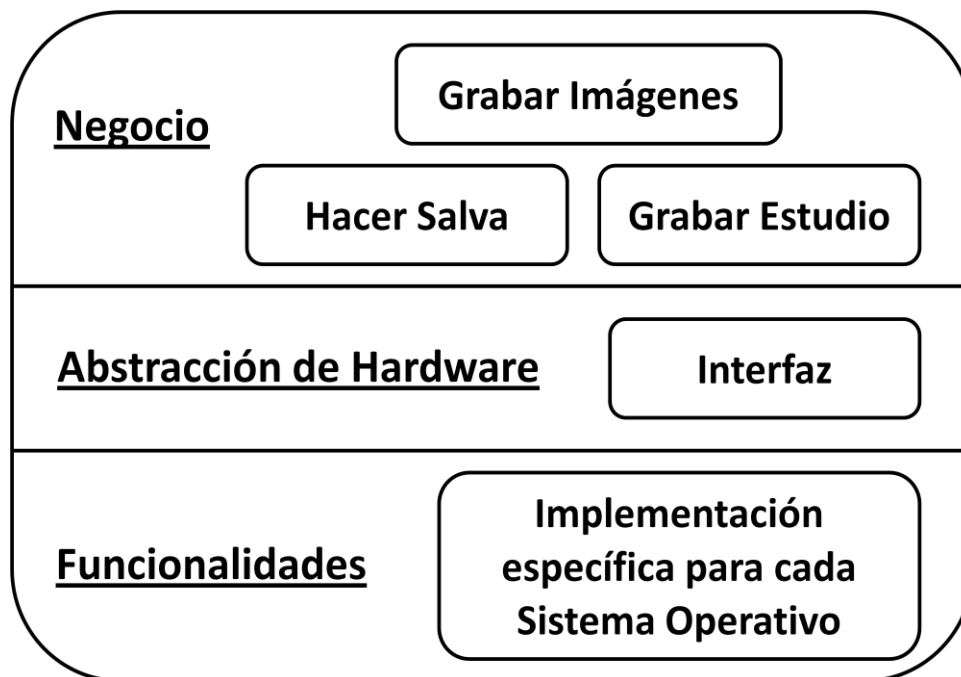 Negocio
Grabar Imágenes
Hacer Salva
Grabar Estudio
Abstracción de Hardware
Interfaz
Funcionalidades
Implementación
específica para cada
Sistema Operativo